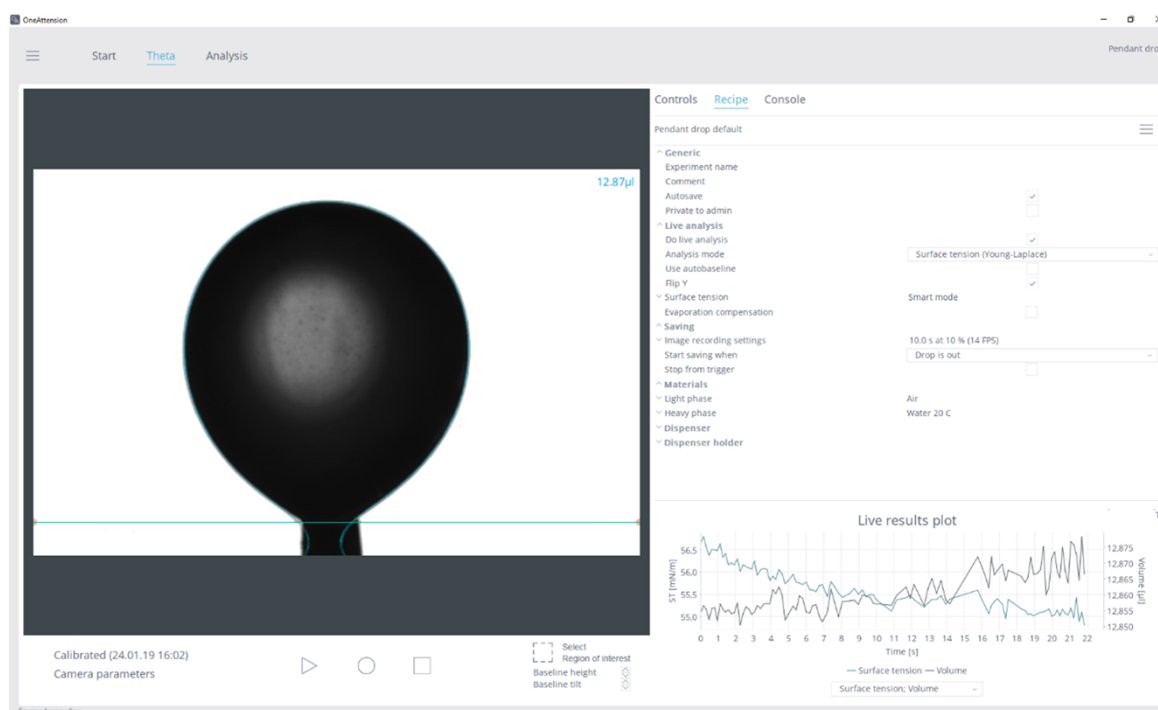 OneAttension
Start Theta Analysis
Pendant dro
12.87µl
Controls Recipe Console
Pendant drop default
Generic
Experiment name
Comment
Autosave
Private to admin
Live analysis
Do live analysis
Analysis mode Surface tension (Young-Laplace)
Use autobaseline
Flip Y
Surface tension Smart mode
Evaporation compensation
Saving
Image recording settings 10.0 s at 10 % (14 FPS)
Start saving when Drop is out
Stop from trigger
Materials
Light phase Air
Heavy phase Water 20 C
Dispenser
Dispenser holder
Live results plot
ST [mN/m]
56.5
56.0
55.5
55.0
12.875
12.870
12.865
12.860
12.855
12.850
Volume [µl]
0 1 2 3 4 5 6 7 8 9 10 11 12 13 14 15 16 17 18 19 20 21 22
Time [s]
Surface tension Volume
Surface tension; Volume
Calibrated (24.01.19 16:02)
Camera parameters
Select
Region of interest
Baseline height
Baseline tilt